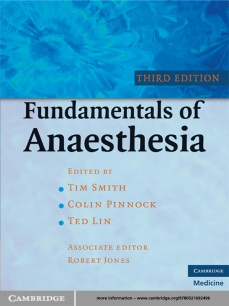 THIRD EDITION
Fundamentals of
Anaesthesia
EDITED BY
TIM SMITH
COLIN PINNOCK
TED LIN
ASSOCIATE EDITOR
ROBERT JONES
CAMBRIDGE
Medicine
CAMBRIDGE
more information – www.cambridge.org/9780521692496